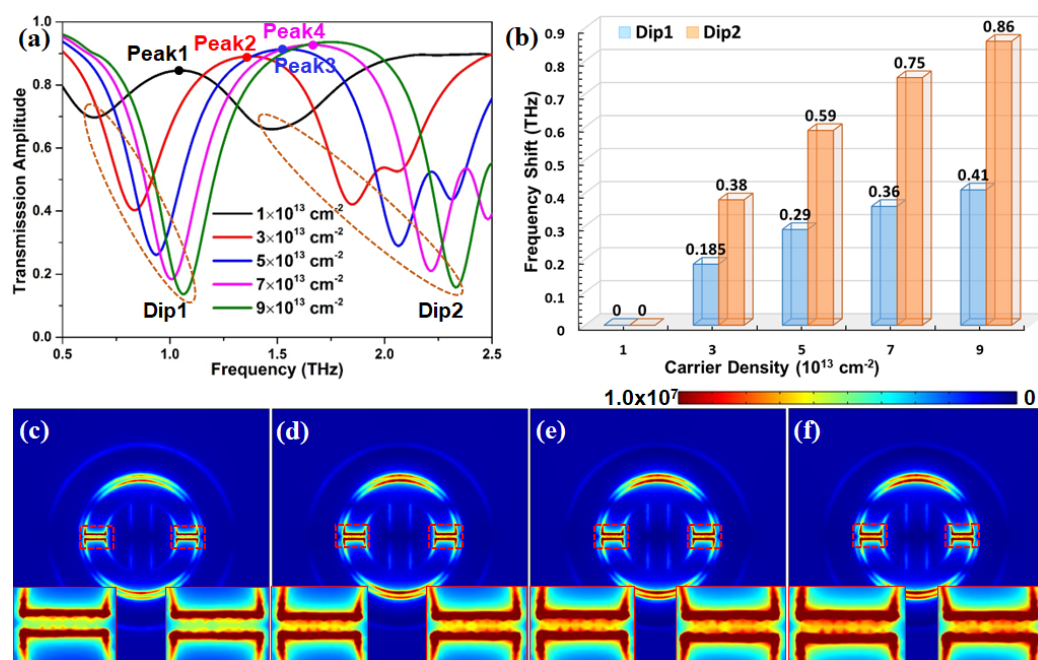 (a)
Peak4
Peak1
Peak2
Peak3
Transmisssion Amplitude
1.0
0.8
0.6
0.4
0.2
0.0
1×10¹³ cm⁻²
3×10¹³ cm⁻²
5×10¹³ cm⁻²
7×10¹³ cm⁻²
9×10¹³ cm⁻²
Dip1
Dip2
0.5 1.0 1.5 2.0 2.5
Frequency (THz)
(b)
Dip1 Dip2
Frequency Shift (THz)
0.9
0.8
0.7
0.6
0.5
0.4
0.3
0.2
0.1
0
0 0
0.185 0.38
0.29 0.59
0.36 0.75
0.41 0.86
1 3 5 7 9
Carrier Density (10¹³ cm⁻²)
1.0x10⁷ 0
(c) (d) (e) (f)